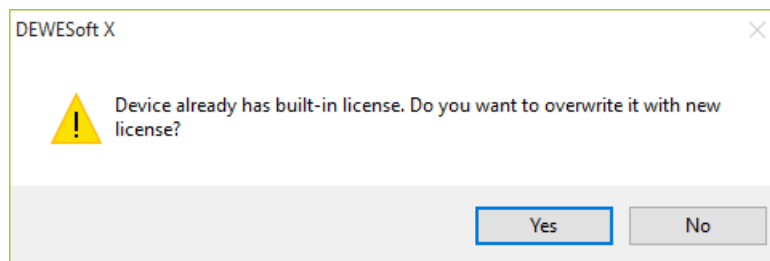 DEWESoft X
Device already has built-in license. Do you want to overwrite it with new
license?
Yes
No